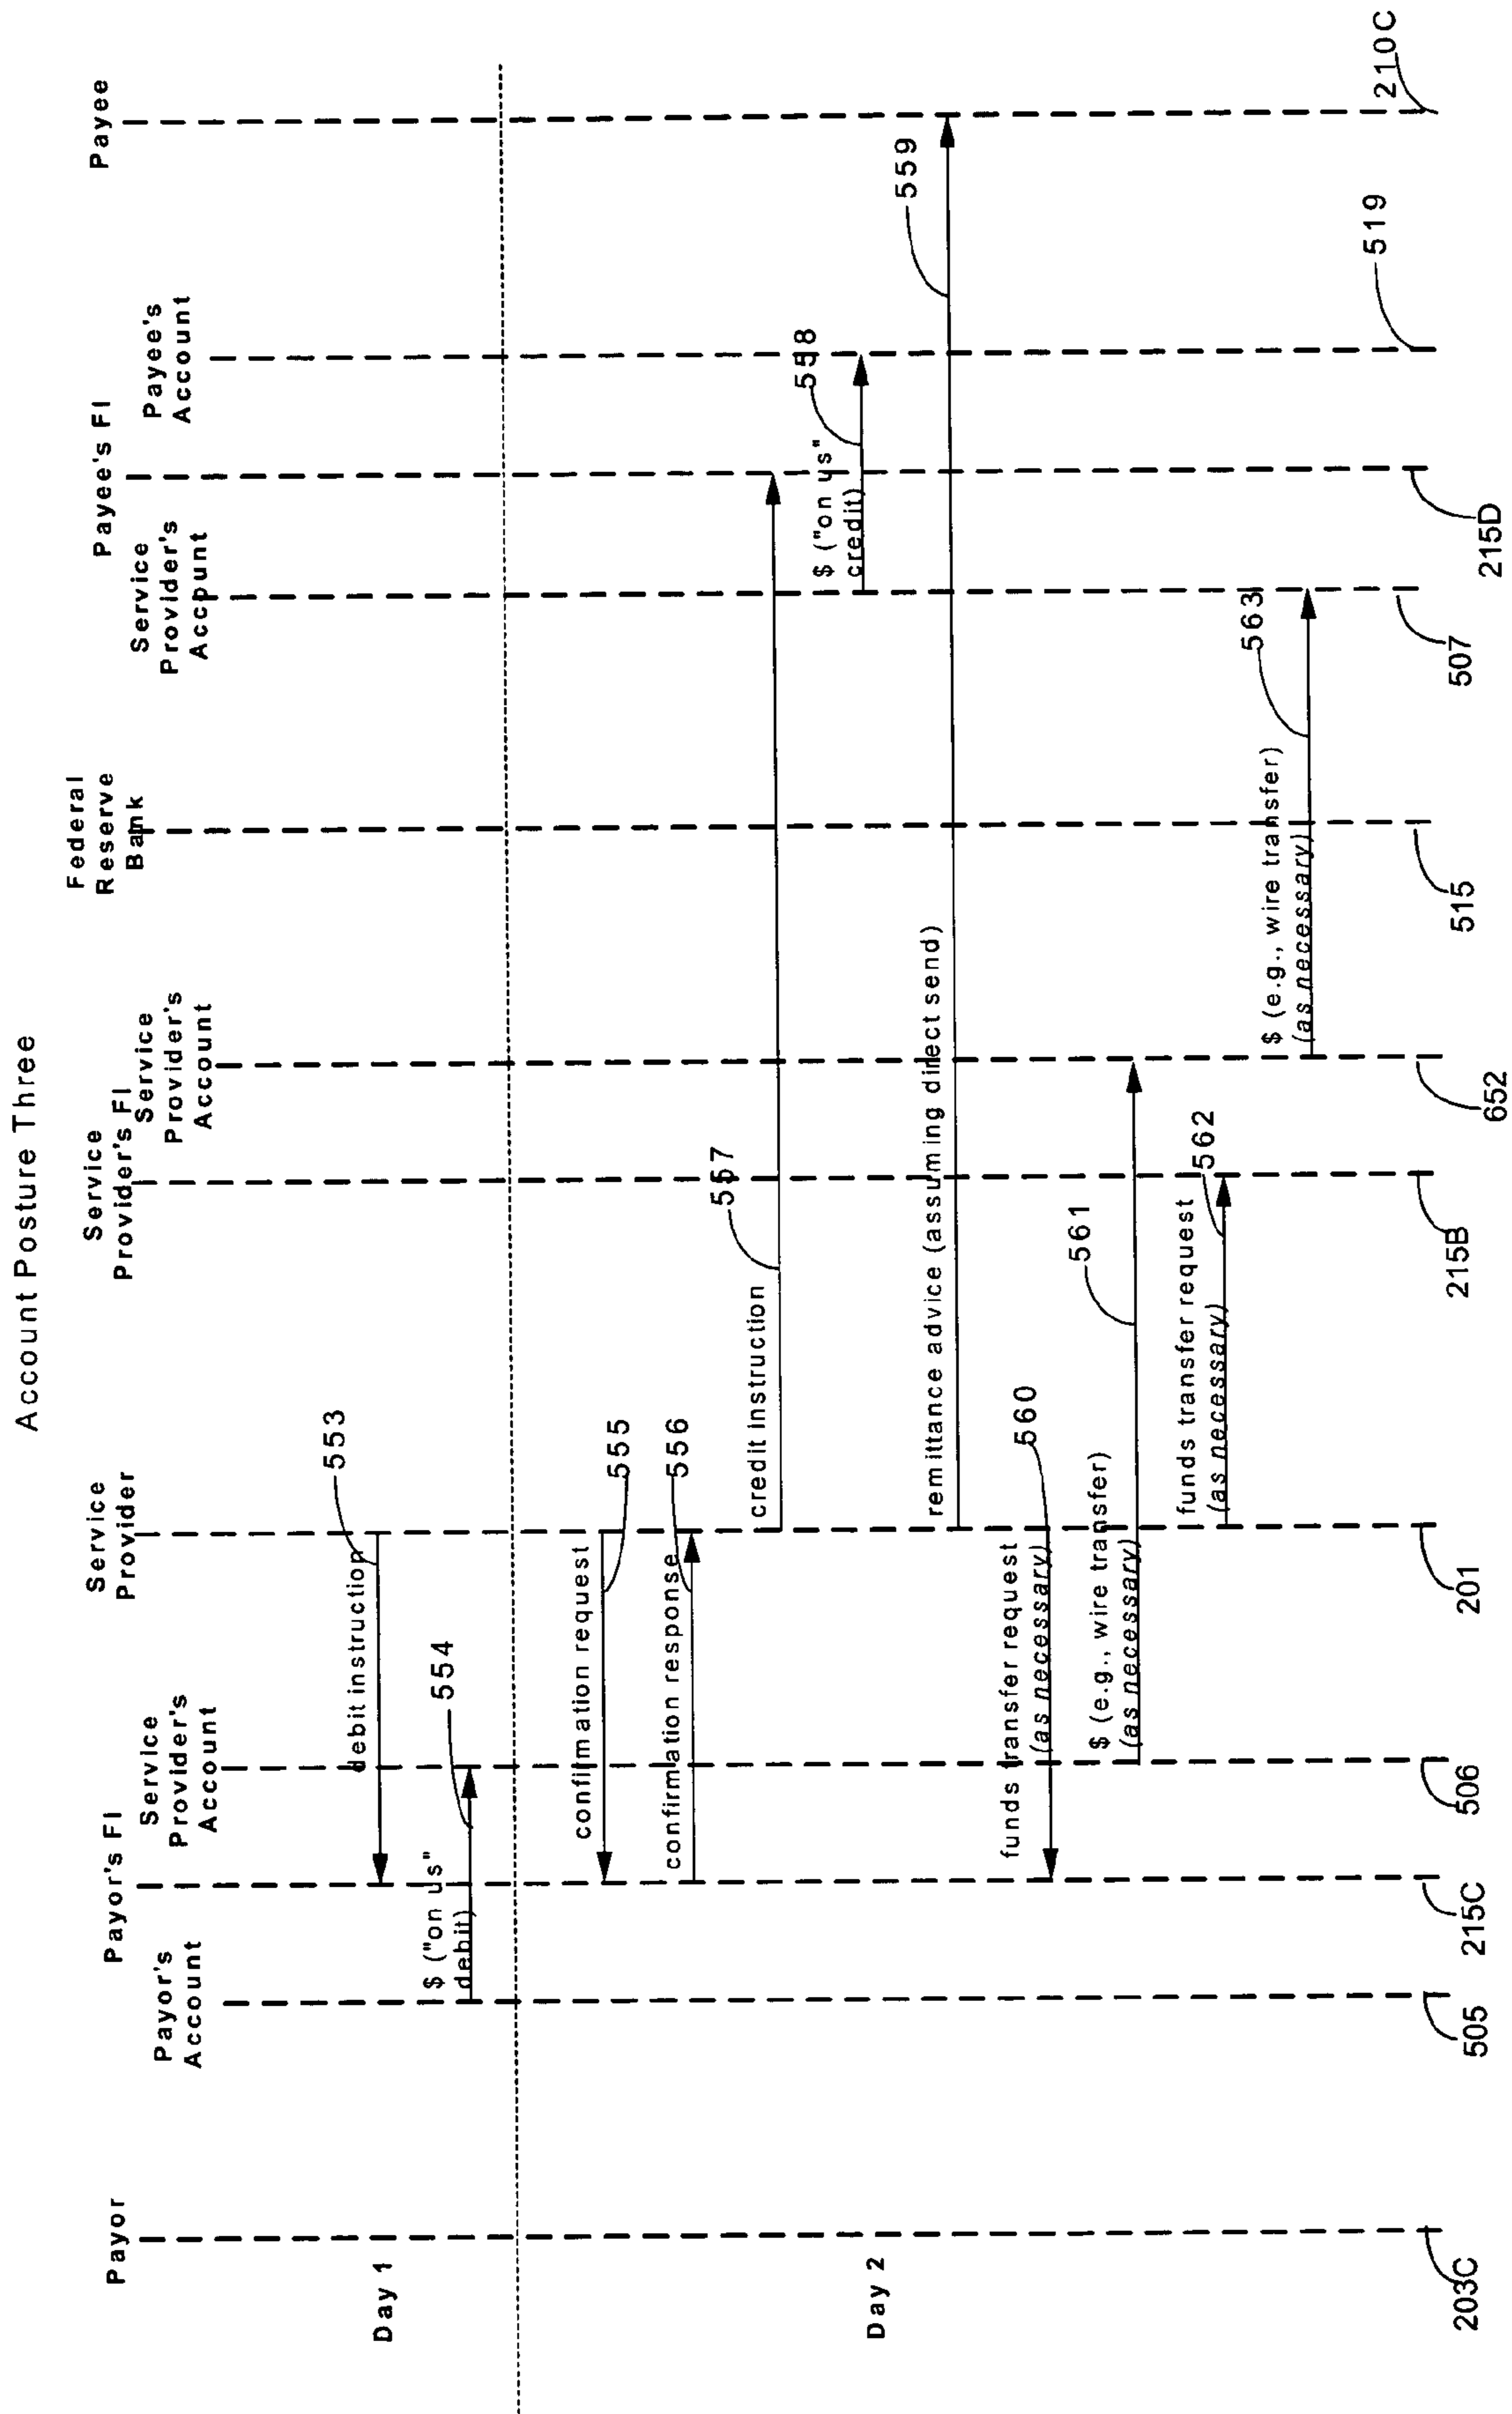 Account Posture Three
Payor
Payor's FI
Payor's
Account
Service
Provider's
Account
Service
Provider
Service
Provider's FI
Service
Provider's
Account
Federal
Reserve
Bank
Payee's FI
Service
Provider's
Account
Payee's
Account
Payee
Day 1
debit instruction
553
$ ("on us"
debit)
554
Day 2
confirmation request
555
confirmation response
556
credit instruction
557
$ ("on us"
credit)
558
remittance advice (assuming direct send)
559
funds transfer request
(as necessary)
560
$ (e.g., wire transfer)
(as necessary)
561
funds transfer request
(as necessary)
562
$ (e.g., wire transfer)
(as necessary)
563
203C
505
215C
506
201
215B
652
515
507
215D
519
210C